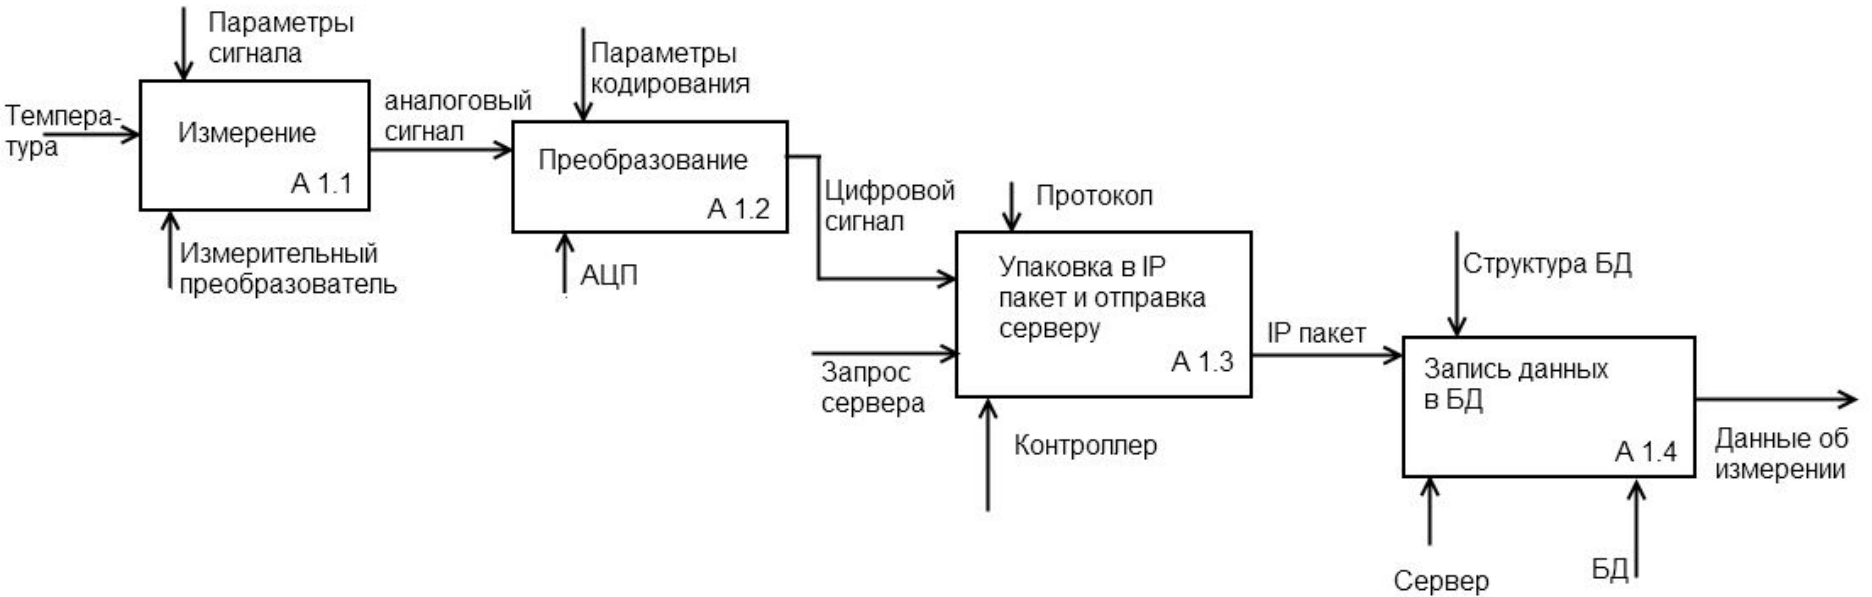 Параметры
сигнала
Темпера-
тура
Измерение
А 1.1
Измерительный
преобразователь
аналоговый
сигнал
Параметры
кодирования
Преобразование
А 1.2
АЦП
Цифровой
сигнал
Протокол
Упаковка в IP
пакет и отправка
серверу
А 1.3
Запрос
сервера
Контроллер
IP пакет
Структура БД
Запись данных
в БД
А 1.4
Сервер
БД
Данные об
измерении